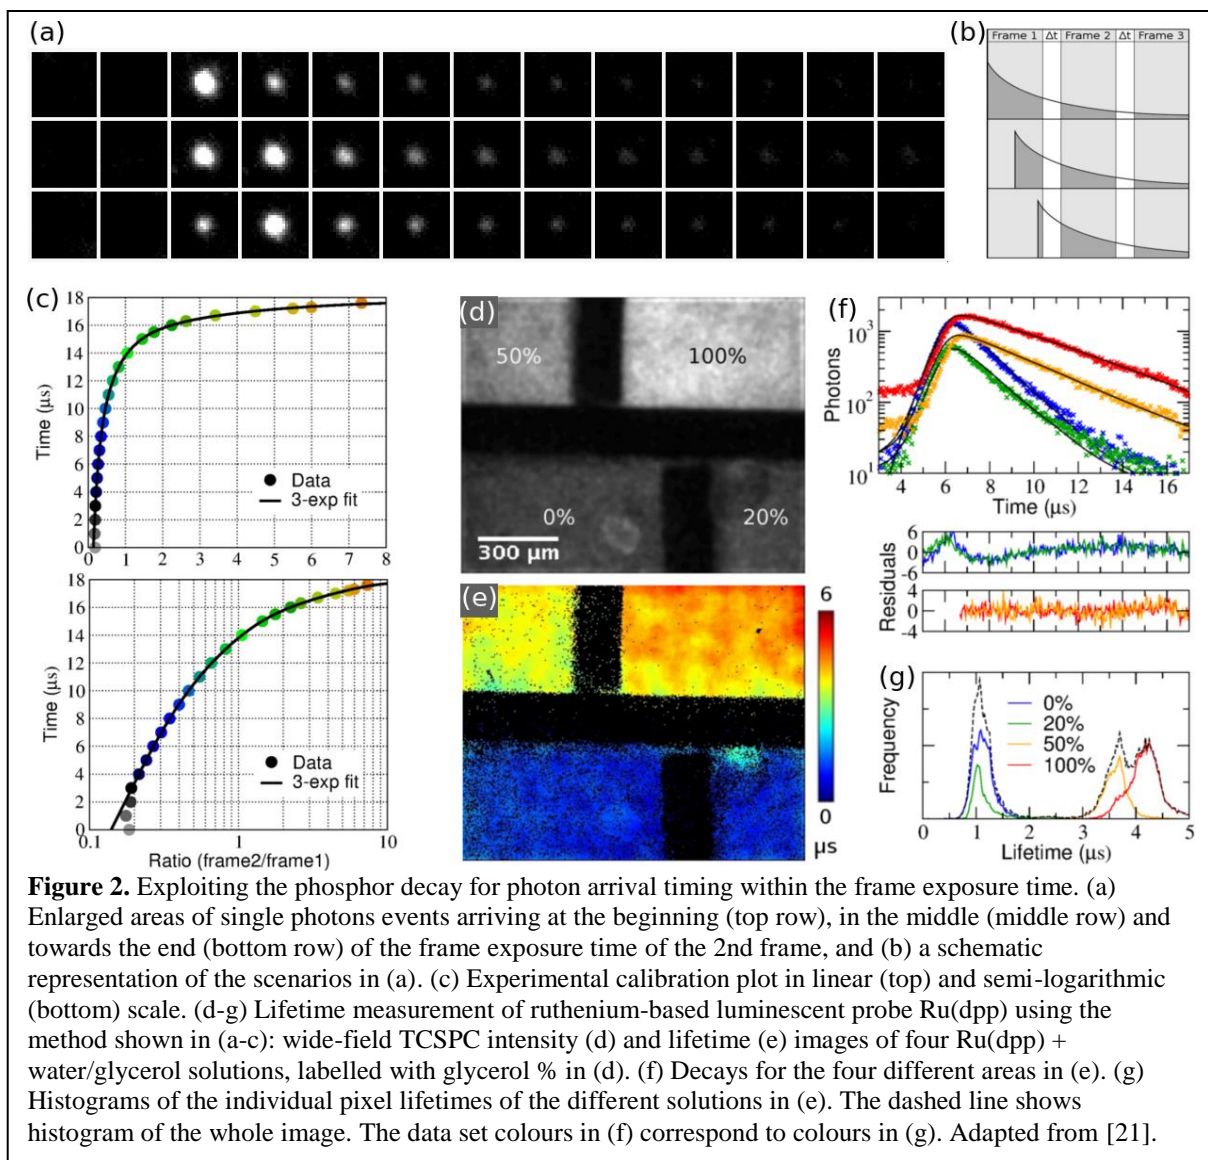 (a)
(b)
Frame 1 Δt Frame 2 Δt Frame 3
(c)
18
16
14
12
10
8
6
4
2
0
Time (μs)
Data
3-exp fit
0 1 2 3 4 5 6 7 8
18
16
14
12
10
8
6
4
2
0
Time (μs)
Data
3-exp fit
0.1 1 10
Ratio (frame2/frame1)
(d)
50% 100%
0% 20%
300 μm
(e)
6
0
μs
(f)
10³
10²
10¹
Photons
4 6 8 10 12 14 16
Time (μs)
6
0
-6
4
0
-4
Residuals
(g)
Frequency
0%
20%
50%
100%
0 1 2 3 4 5
Lifetime (μs)
Figure 2. Exploiting the phosphor decay for photon arrival timing within the frame exposure time. (a)
Enlarged areas of single photons events arriving at the beginning (top row), in the middle (middle row) and
towards the end (bottom row) of the frame exposure time of the 2nd frame, and (b) a schematic
representation of the scenarios in (a). (c) Experimental calibration plot in linear (top) and semi-logarithmic
(bottom) scale. (d-g) Lifetime measurement of ruthenium-based luminescent probe Ru(dpp) using the
method shown in (a-c): wide-field TCSPC intensity (d) and lifetime (e) images of four Ru(dpp) +
water/glycerol solutions, labelled with glycerol % in (d). (f) Decays for the four different areas in (e). (g)
Histograms of the individual pixel lifetimes of the different solutions in (e). The dashed line shows
histogram of the whole image. The data set colours in (f) correspond to colours in (g). Adapted from [21].